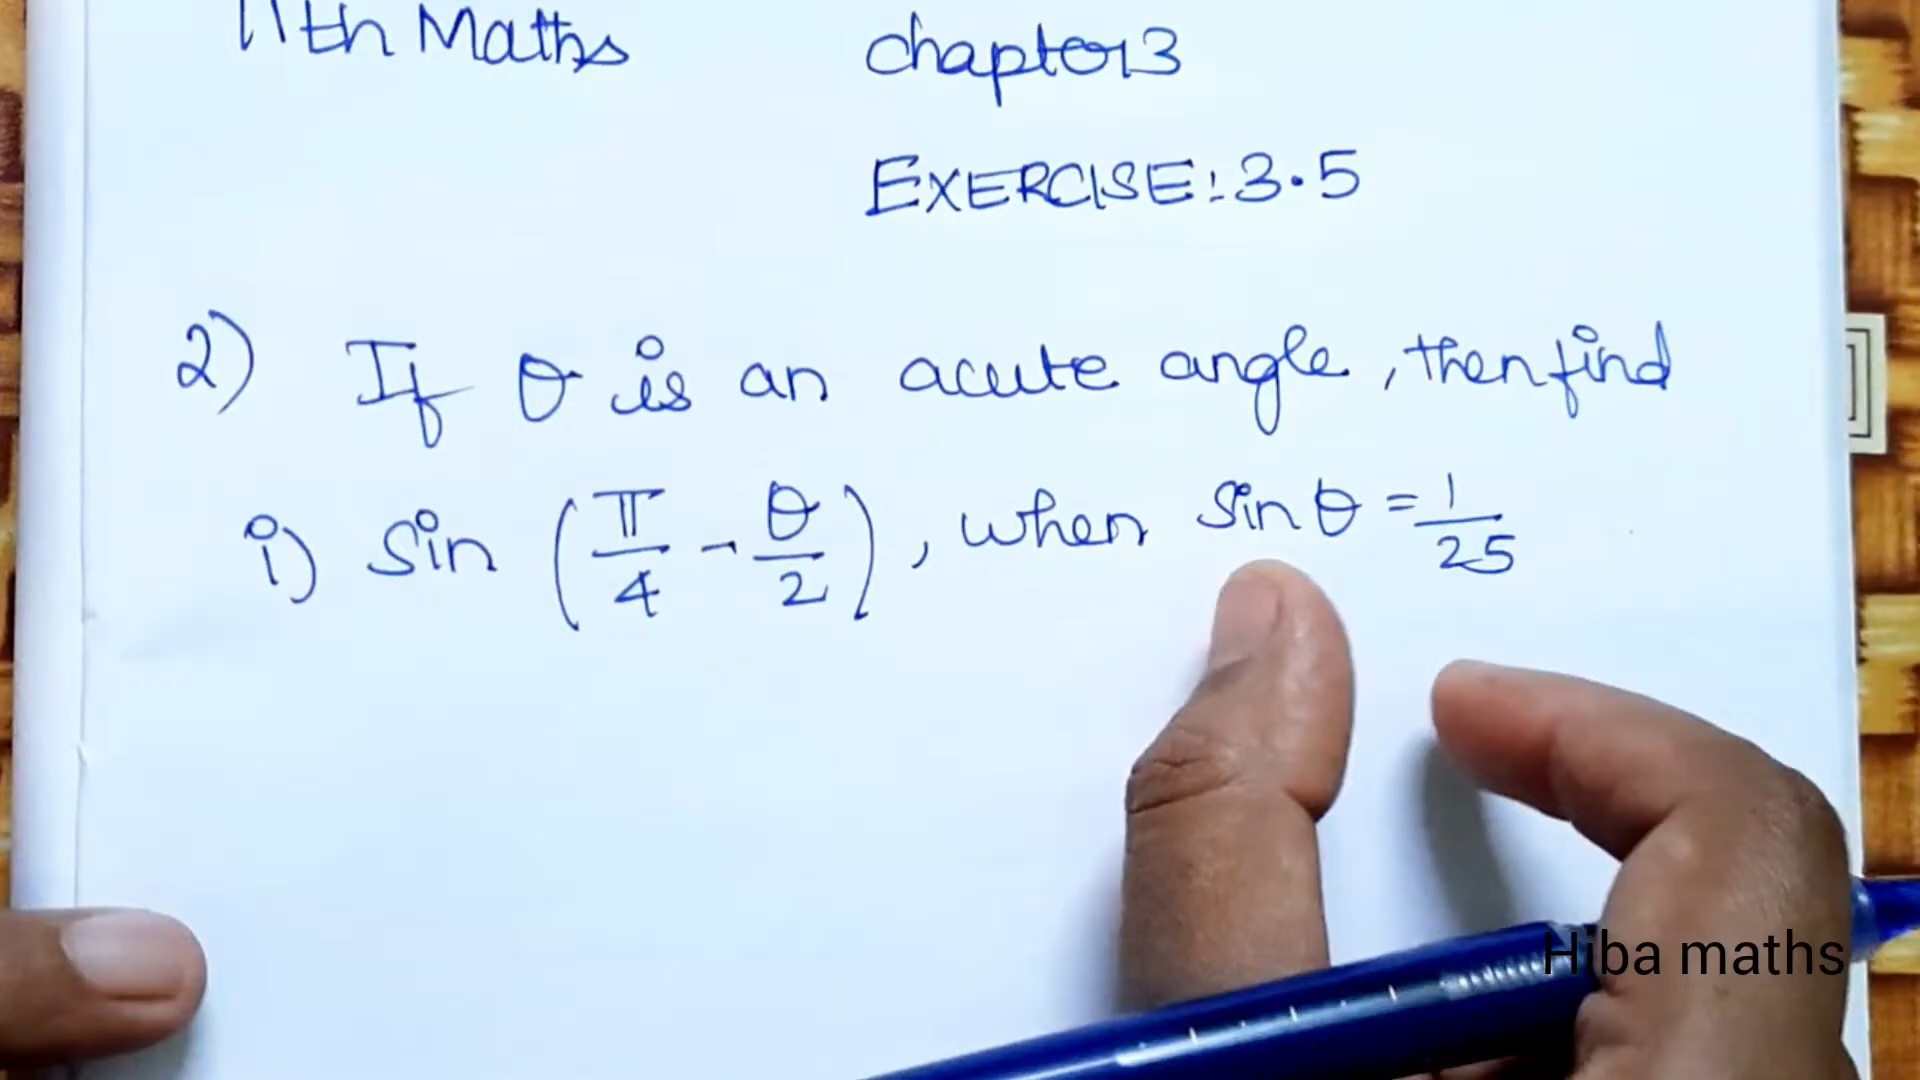 11th Maths chapter 3
EXERCISE: 3.5
2) If θ is an acute angle, then find
i) sin (π/4 - θ/2), when sin θ = 1/25
Hiba maths